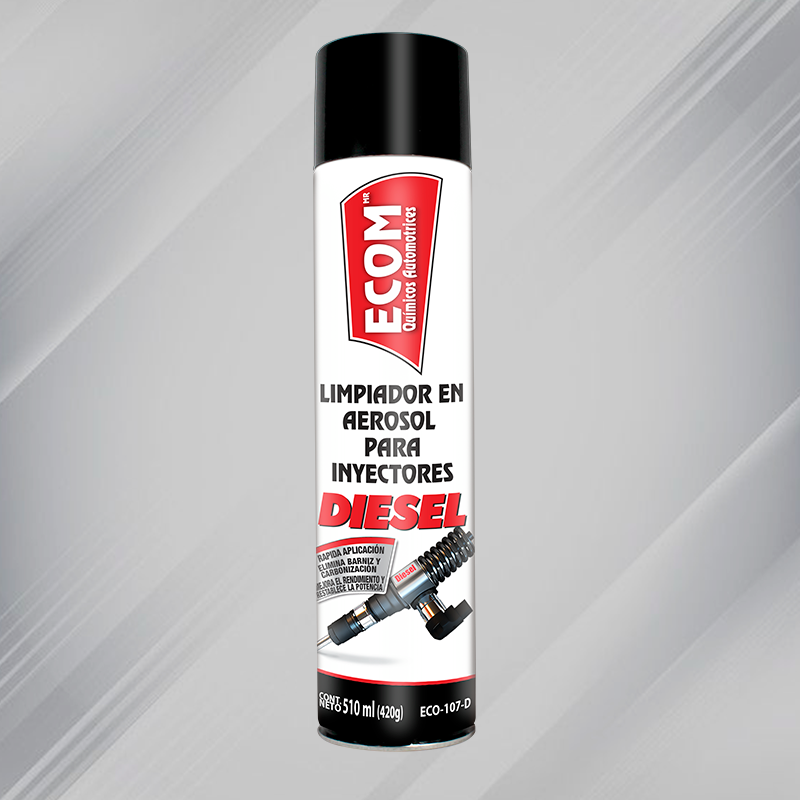 ECOM MR
Químicos Automotrices
LIMPIADOR EN
AEROSOL
PARA
INYECTORES
DIESEL
RAPIDA APLICACIÓN
ELIMINA BARNIZ Y
CARBONIZACIÓN
MEJORA EL RENDIMIENTO Y
RESTABLECE LA POTENCIA
Diesel
CONT.
NETO 510 ml (420g)
ECO-107-D